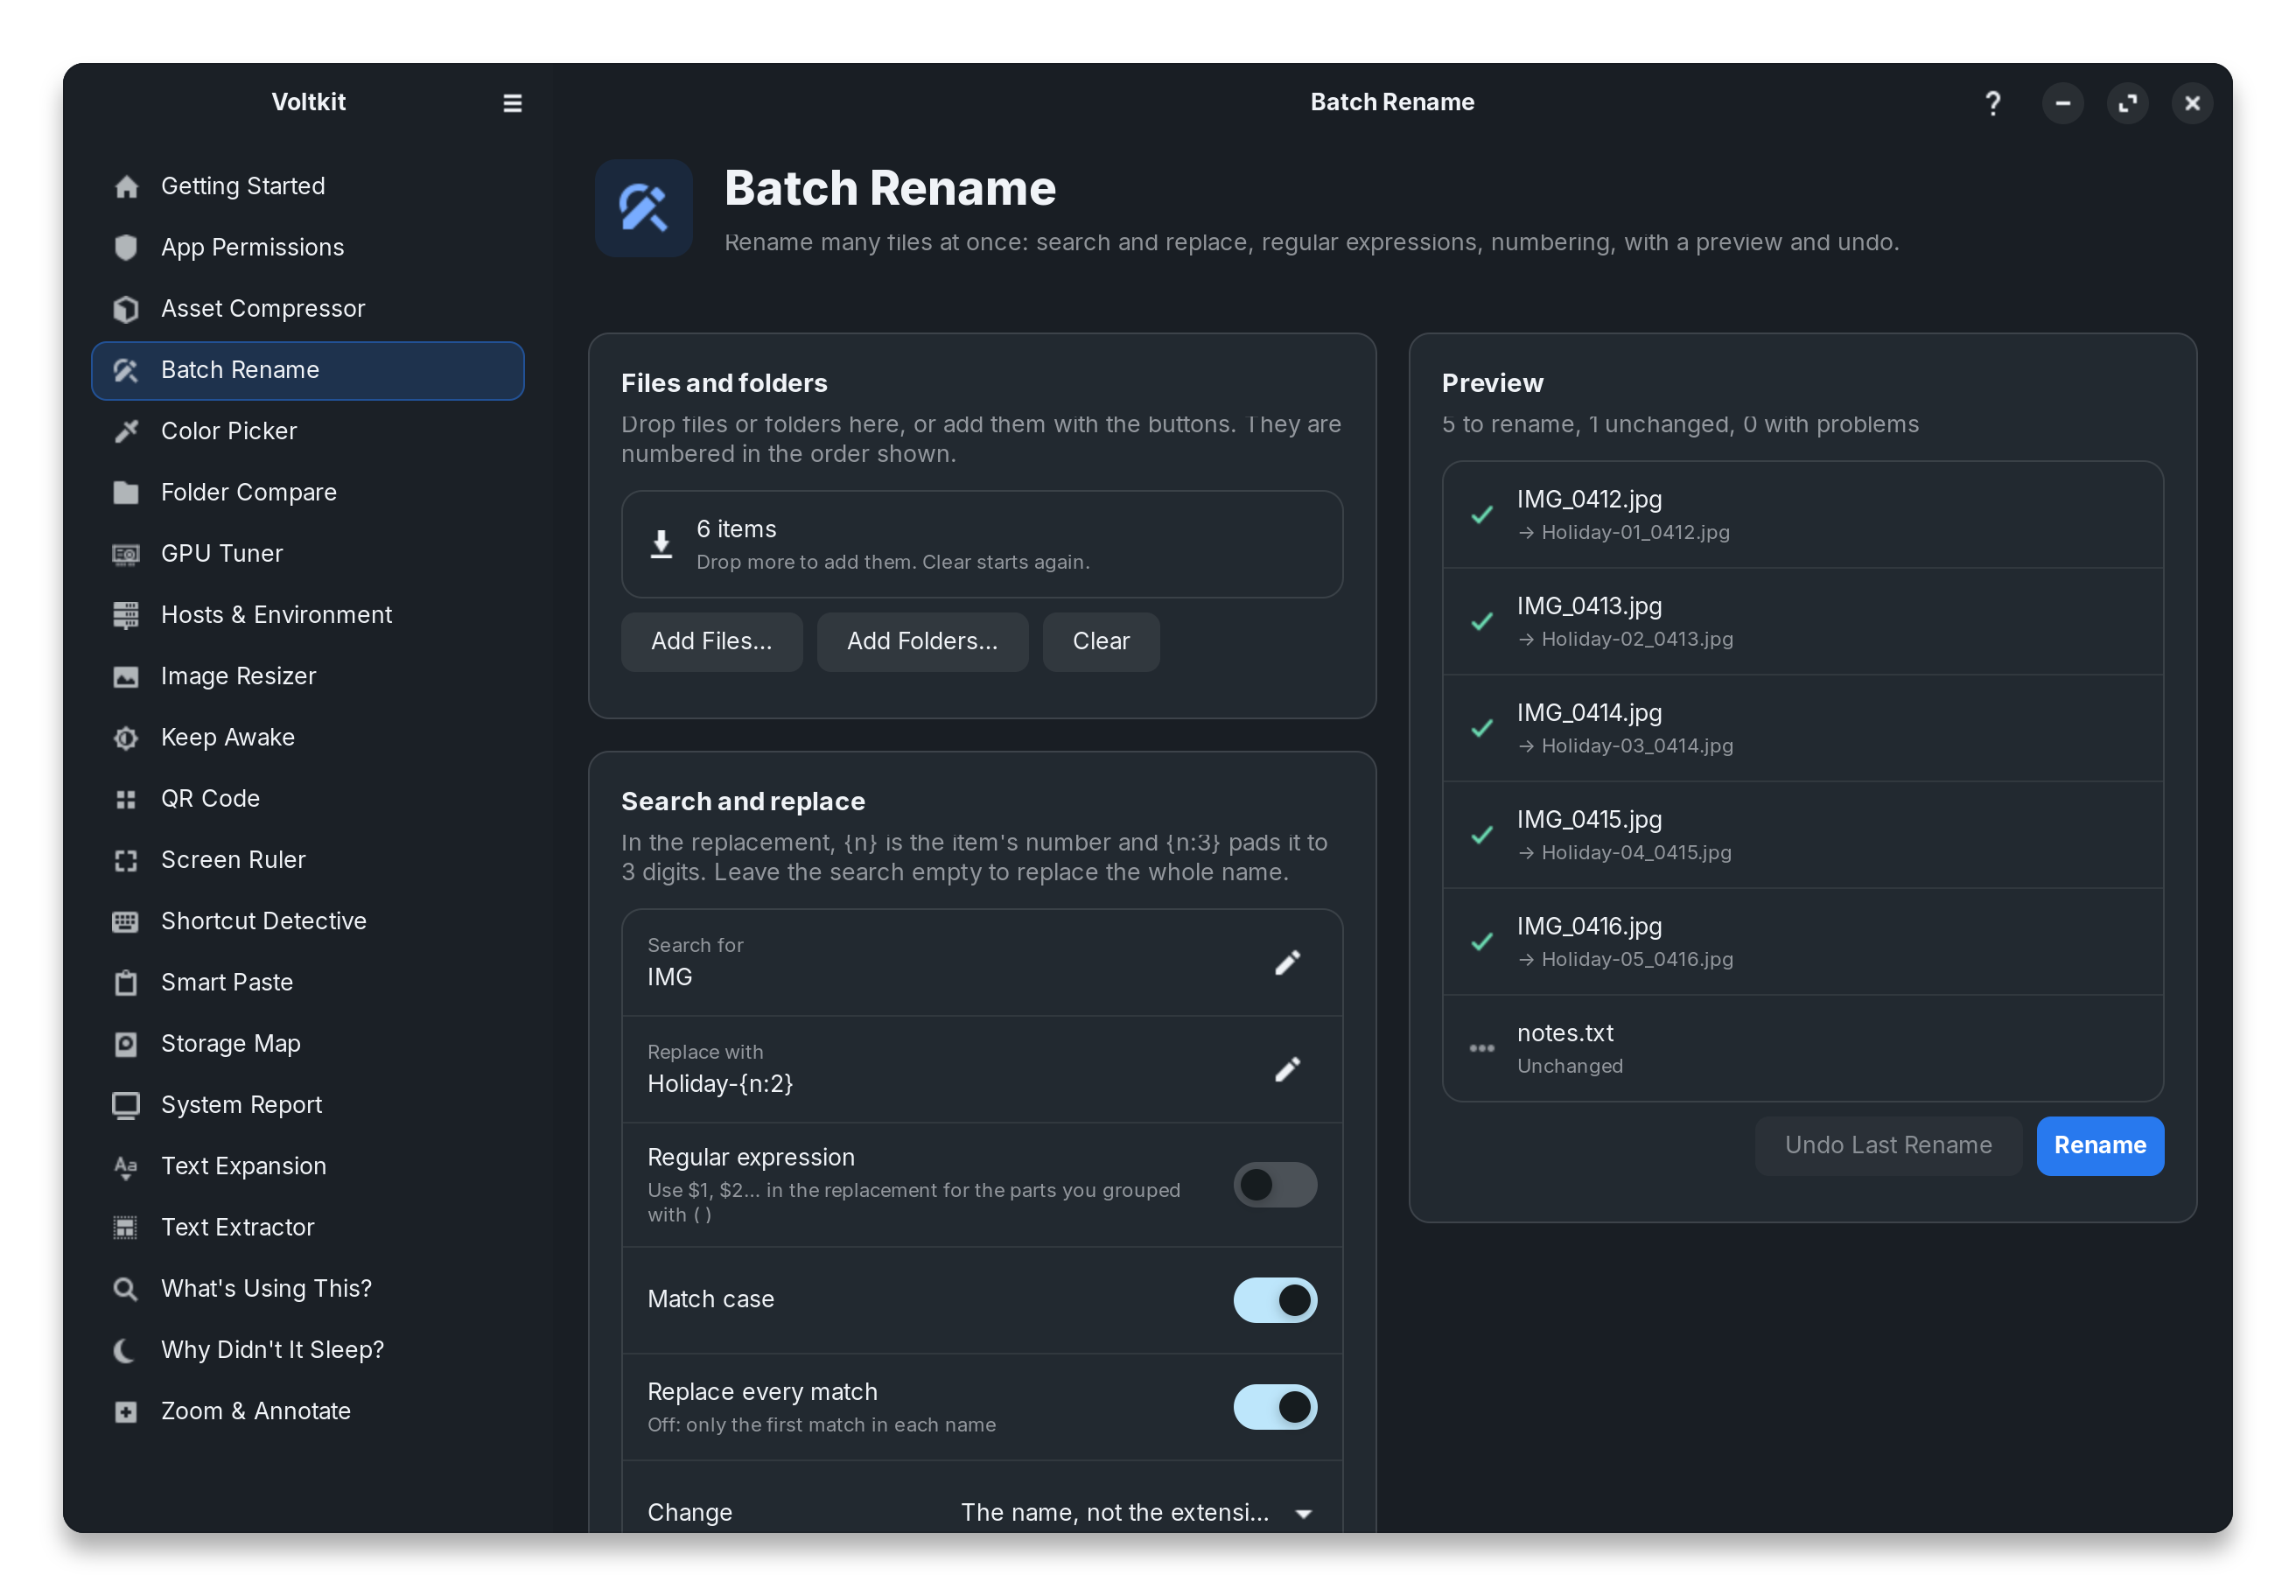 Voltkit
Batch Rename
?
Getting Started
App Permissions
Asset Compressor
Batch Rename
Color Picker
Folder Compare
GPU Tuner
Hosts & Environment
Image Resizer
Keep Awake
QR Code
Screen Ruler
Shortcut Detective
Smart Paste
Storage Map
System Report
Text Expansion
Text Extractor
What's Using This?
Why Didn't It Sleep?
Zoom & Annotate
Batch Rename
Rename many files at once: search and replace, regular expressions, numbering, with a preview and undo.
Files and folders
Drop files or folders here, or add them with the buttons. They are
numbered in the order shown.
6 items
Drop more to add them. Clear starts again.
Add Files...
Add Folders...
Clear
Search and replace
In the replacement, {n} is the item's number and {n:3} pads it to
3 digits. Leave the search empty to replace the whole name.
Search for
IMG
Replace with
Holiday-{n:2}
Regular expression
Use $1, $2... in the replacement for the parts you grouped
with ( )
Match case
Replace every match
Off: only the first match in each name
Change
The name, not the extensi...
Preview
5 to rename, 1 unchanged, 0 with problems
IMG_0412.jpg
→ Holiday-01_0412.jpg
IMG_0413.jpg
→ Holiday-02_0413.jpg
IMG_0414.jpg
→ Holiday-03_0414.jpg
IMG_0415.jpg
→ Holiday-04_0415.jpg
IMG_0416.jpg
→ Holiday-05_0416.jpg
notes.txt
Unchanged
Undo Last Rename
Rename